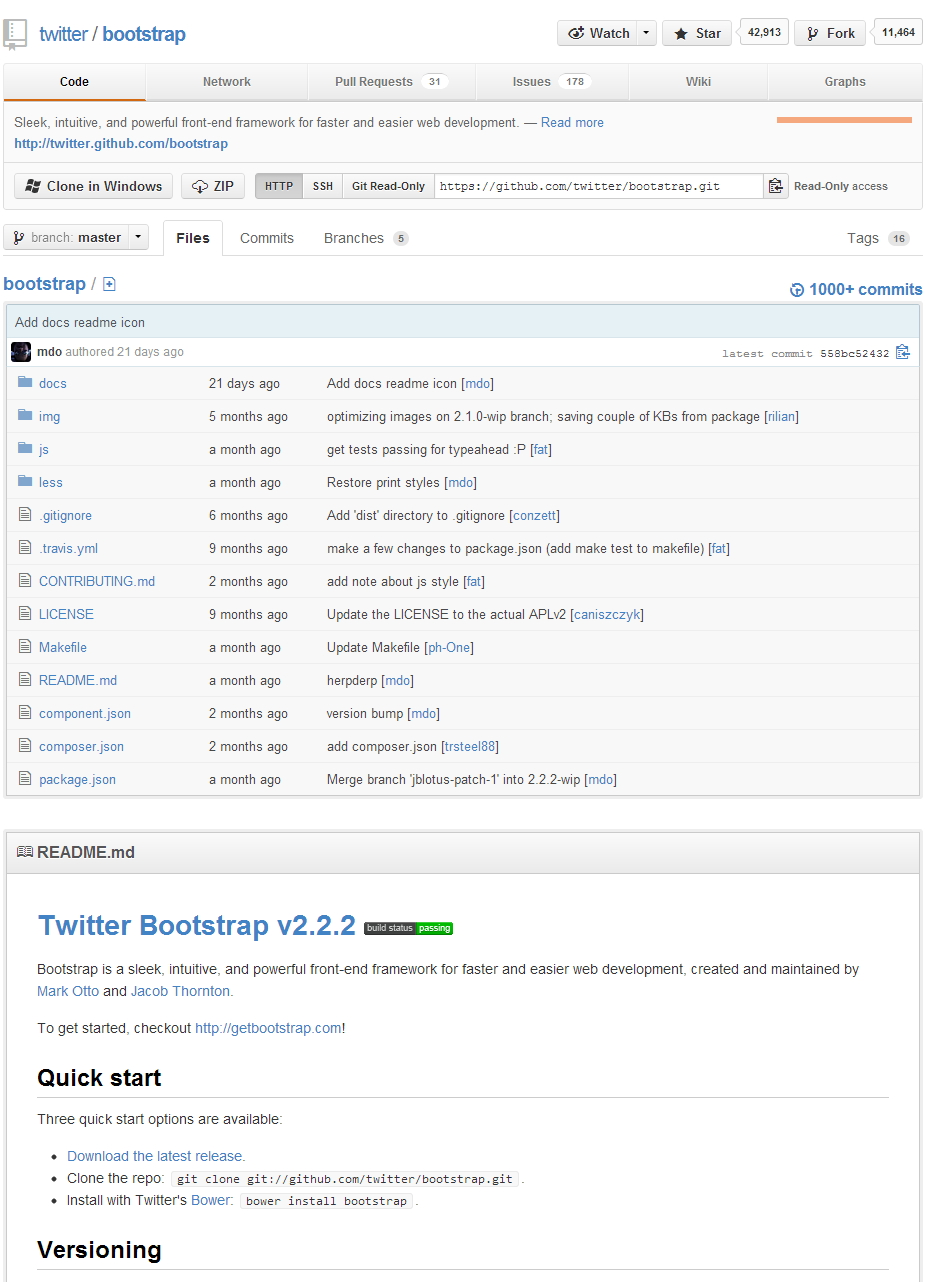 twitter / bootstrap Watch Star 42,913 Fork 11,464
Code Network Pull Requests 31 Issues 178 Wiki Graphs
Sleek, intuitive, and powerful front-end framework for faster and easier web development. — Read more
http://twitter.github.com/bootstrap
Clone in Windows ZIP HTTP SSH Git Read-Only https://github.com/twitter/bootstrap.git Read-Only access
branch: master Files Commits Branches 5 Tags 16
bootstrap / 1000+ commits
Add docs readme icon
mdo authored 21 days ago latest commit 558bc52432
docs 21 days ago Add docs readme icon [mdo]
img 5 months ago optimizing images on 2.1.0-wip branch; saving couple of KBs from package [rilian]
js a month ago get tests passing for typeahead :P [fat]
less a month ago Restore print styles [mdo]
.gitignore 6 months ago Add 'dist' directory to .gitignore [conzett]
.travis.yml 9 months ago make a few changes to package.json (add make test to makefile) [fat]
CONTRIBUTING.md 2 months ago add note about js style [fat]
LICENSE 9 months ago Update the LICENSE to the actual APLv2 [caniszczyk]
Makefile a month ago Update Makefile [ph-One]
README.md a month ago herpderp [mdo]
component.json 2 months ago version bump [mdo]
composer.json 2 months ago add composer.json [trsteel88]
package.json a month ago Merge branch 'jblotus-patch-1' into 2.2.2-wip [mdo]
README.md
Twitter Bootstrap v2.2.2 build status passing
Bootstrap is a sleek, intuitive, and powerful front-end framework for faster and easier web development, created and maintained by
Mark Otto and Jacob Thornton.
To get started, checkout http://getbootstrap.com!
Quick start
Three quick start options are available:
• Download the latest release.
• Clone the repo: git clone git://github.com/twitter/bootstrap.git .
• Install with Twitter's Bower: bower install bootstrap .
Versioning